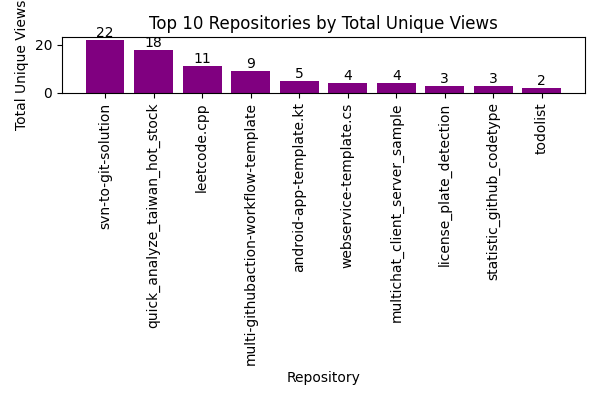 Top 10 Repositories by Total Unique Views
Total Unique Views
20
0
22
18
11
9
5
4
4
3
3
2
svn-to-git-solution
quick_analyze_taiwan_hot_stock
leetcode.cpp
multi-githubaction-workflow-template
android-app-template.kt
webservice-template.cs
multichat_client_server_sample
license_plate_detection
statistic_github_codetype
todolist
Repository